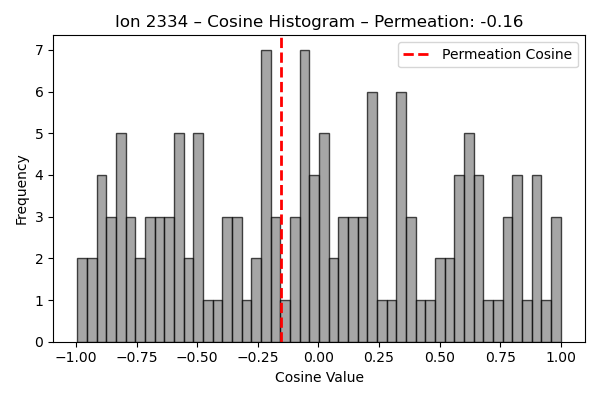 Ion 2334 – Cosine Histogram – Permeation: -0.16
Permeation Cosine
Frequency
7
6
5
4
3
2
1
0
−1.00 −0.75 −0.50 −0.25 0.00 0.25 0.50 0.75 1.00
Cosine Value